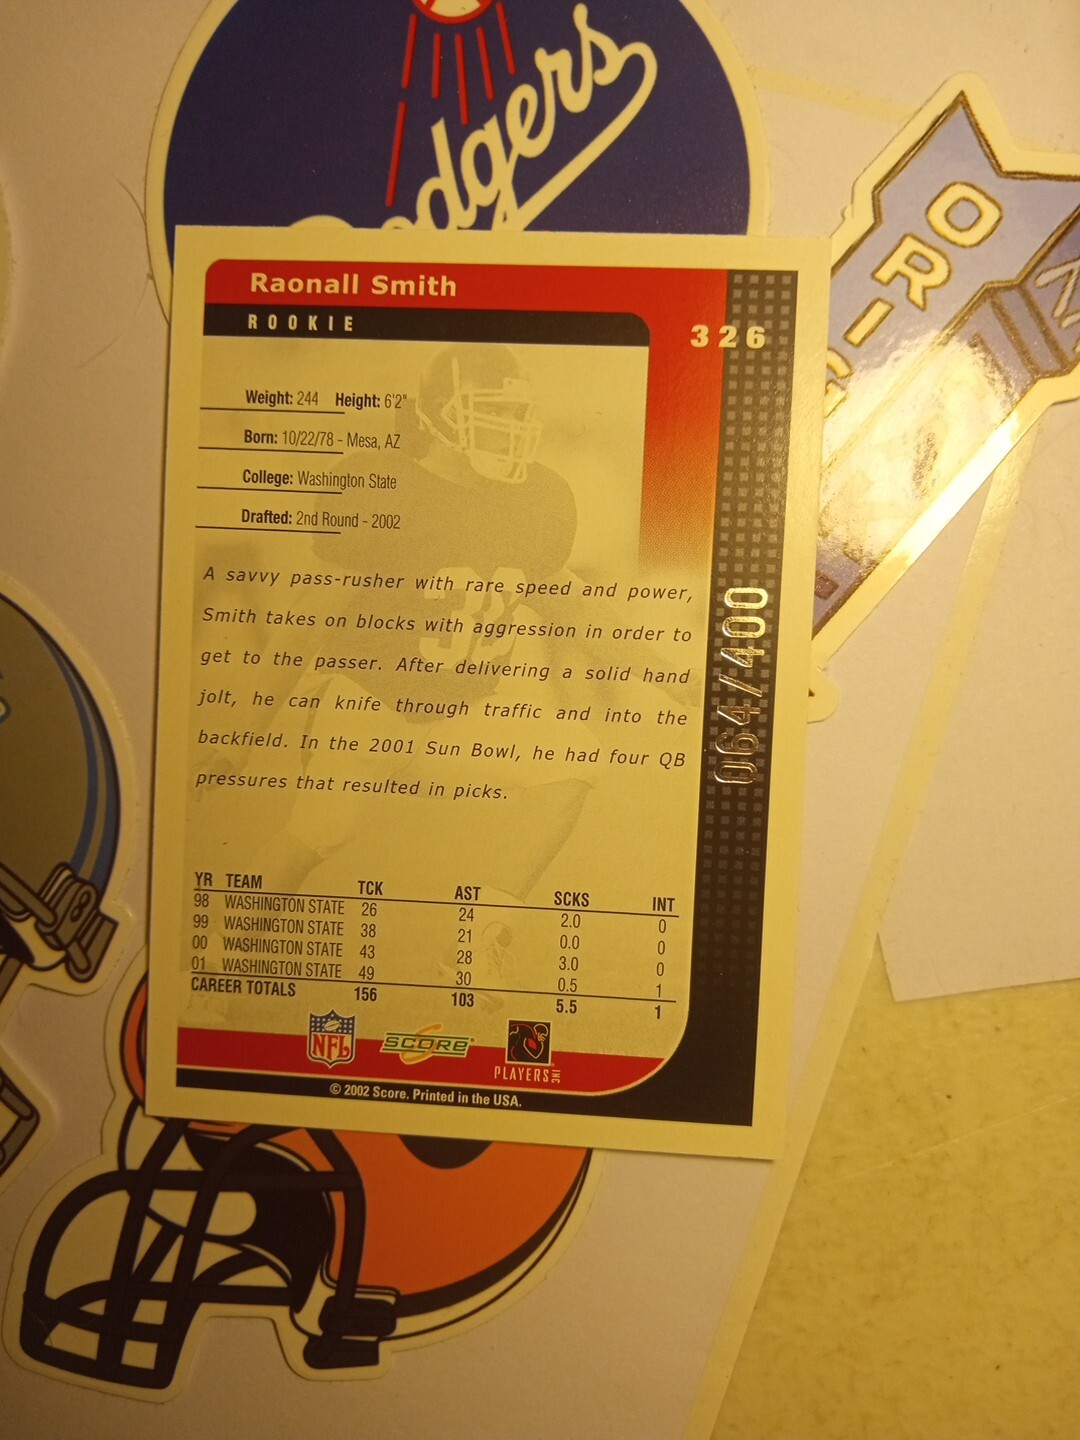 Dodgers
ORIG
Raonall Smith
ROOKIE
326
Weight: 244 Height: 6'2"
Born: 10/22/78 - Mesa, AZ
College: Washington State
Drafted: 2nd Round - 2002
A savvy pass-rusher with rare speed and power,
Smith takes on blocks with aggression in order to
get to the passer. After delivering a solid hand
jolt, he can knife through traffic and into the
backfield. In the 2001 Sun Bowl, he had four QB
pressures that resulted in picks.
064/400
YR TEAM TCK AST SCKS INT
98 WASHINGTON STATE 26 24 2.0 0
99 WASHINGTON STATE 38 21 0.0 0
00 WASHINGTON STATE 43 28 3.0 0
01 WASHINGTON STATE 49 30 0.5 1
CAREER TOTALS 156 103 5.5 1
NFL SCORE PLAYERS INC
© 2002 Score. Printed in the USA.